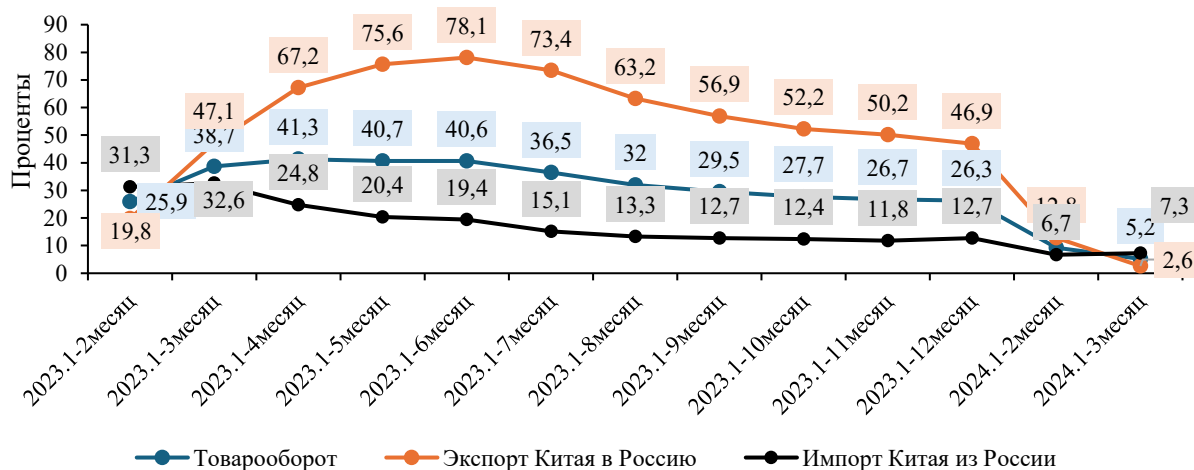 Проценты
90
80
70
60
50
40
30
20
10
0
19,8
47,1
67,2
75,6
78,1
73,4
63,2
56,9
52,2
50,2
46,9
12,8
2,6
25,9
38,7
41,3
40,7
40,6
36,5
32
29,5
27,7
26,7
26,3
5,2
31,3
32,6
24,8
20,4
19,4
15,1
13,3
12,7
12,4
11,8
12,7
6,7
7,3
2023.1-2месяц
2023.1-3месяц
2023.1-4месяц
2023.1-5месяц
2023.1-6месяц
2023.1-7месяц
2023.1-8месяц
2023.1-9месяц
2023.1-10месяц
2023.1-11месяц
2023.1-12месяц
2024.1-2месяц
2024.1-3месяц
Товарооборот
Экспорт Китая в Россию
Импорт Китая из России